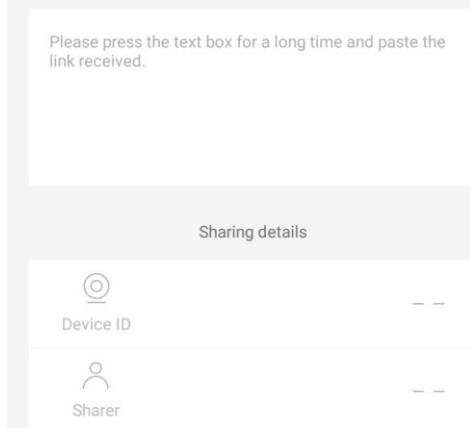 Please press the text box for a long time and paste the
link received.
Sharing details
Device ID
– –
Sharer
– –